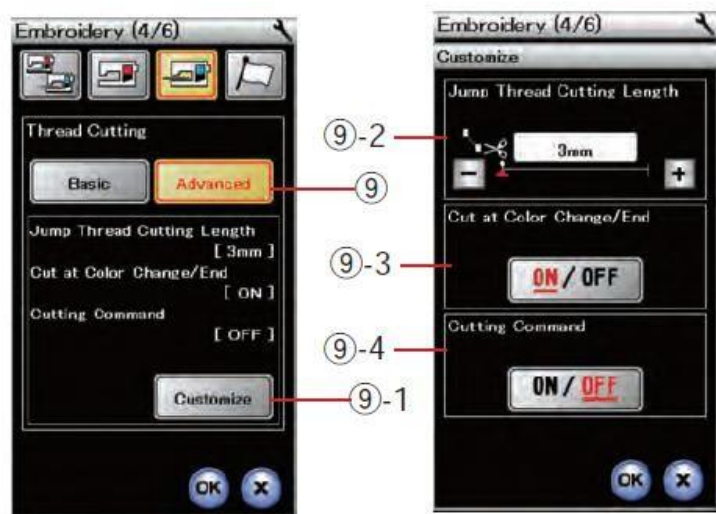 Embroidery (4/6)
Thread Cutting
Basic
Advanced
Jump Thread Cutting Length
[ 3mm ]
Cut at Color Change/End
[ ON ]
Cutting Command
[ OFF ]
Customize
OK X
⑨
⑨-1
Embroidery (4/6)
Customize
Jump Thread Cutting Length
3mm
− +
Cut at Color Change/End
ON / OFF
Cutting Command
ON / OFF
OK X
⑨-2
⑨-3
⑨-4